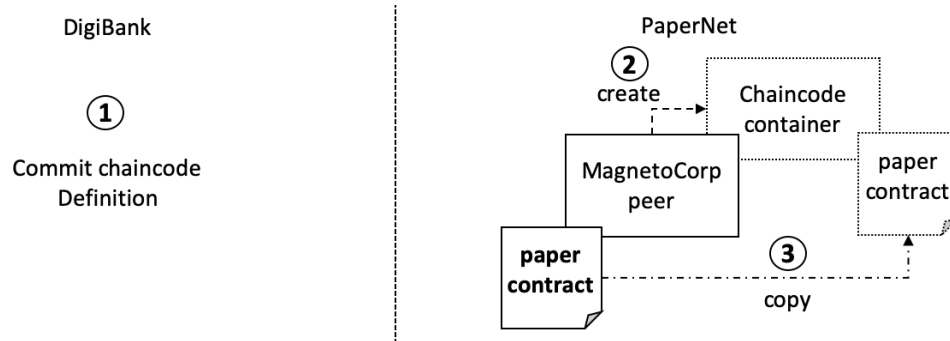 DigiBank
1
Commit chaincode
Definition
PaperNet
2
create
Chaincode
container
MagnetoCorp
peer
paper
contract
paper
contract
3
copy